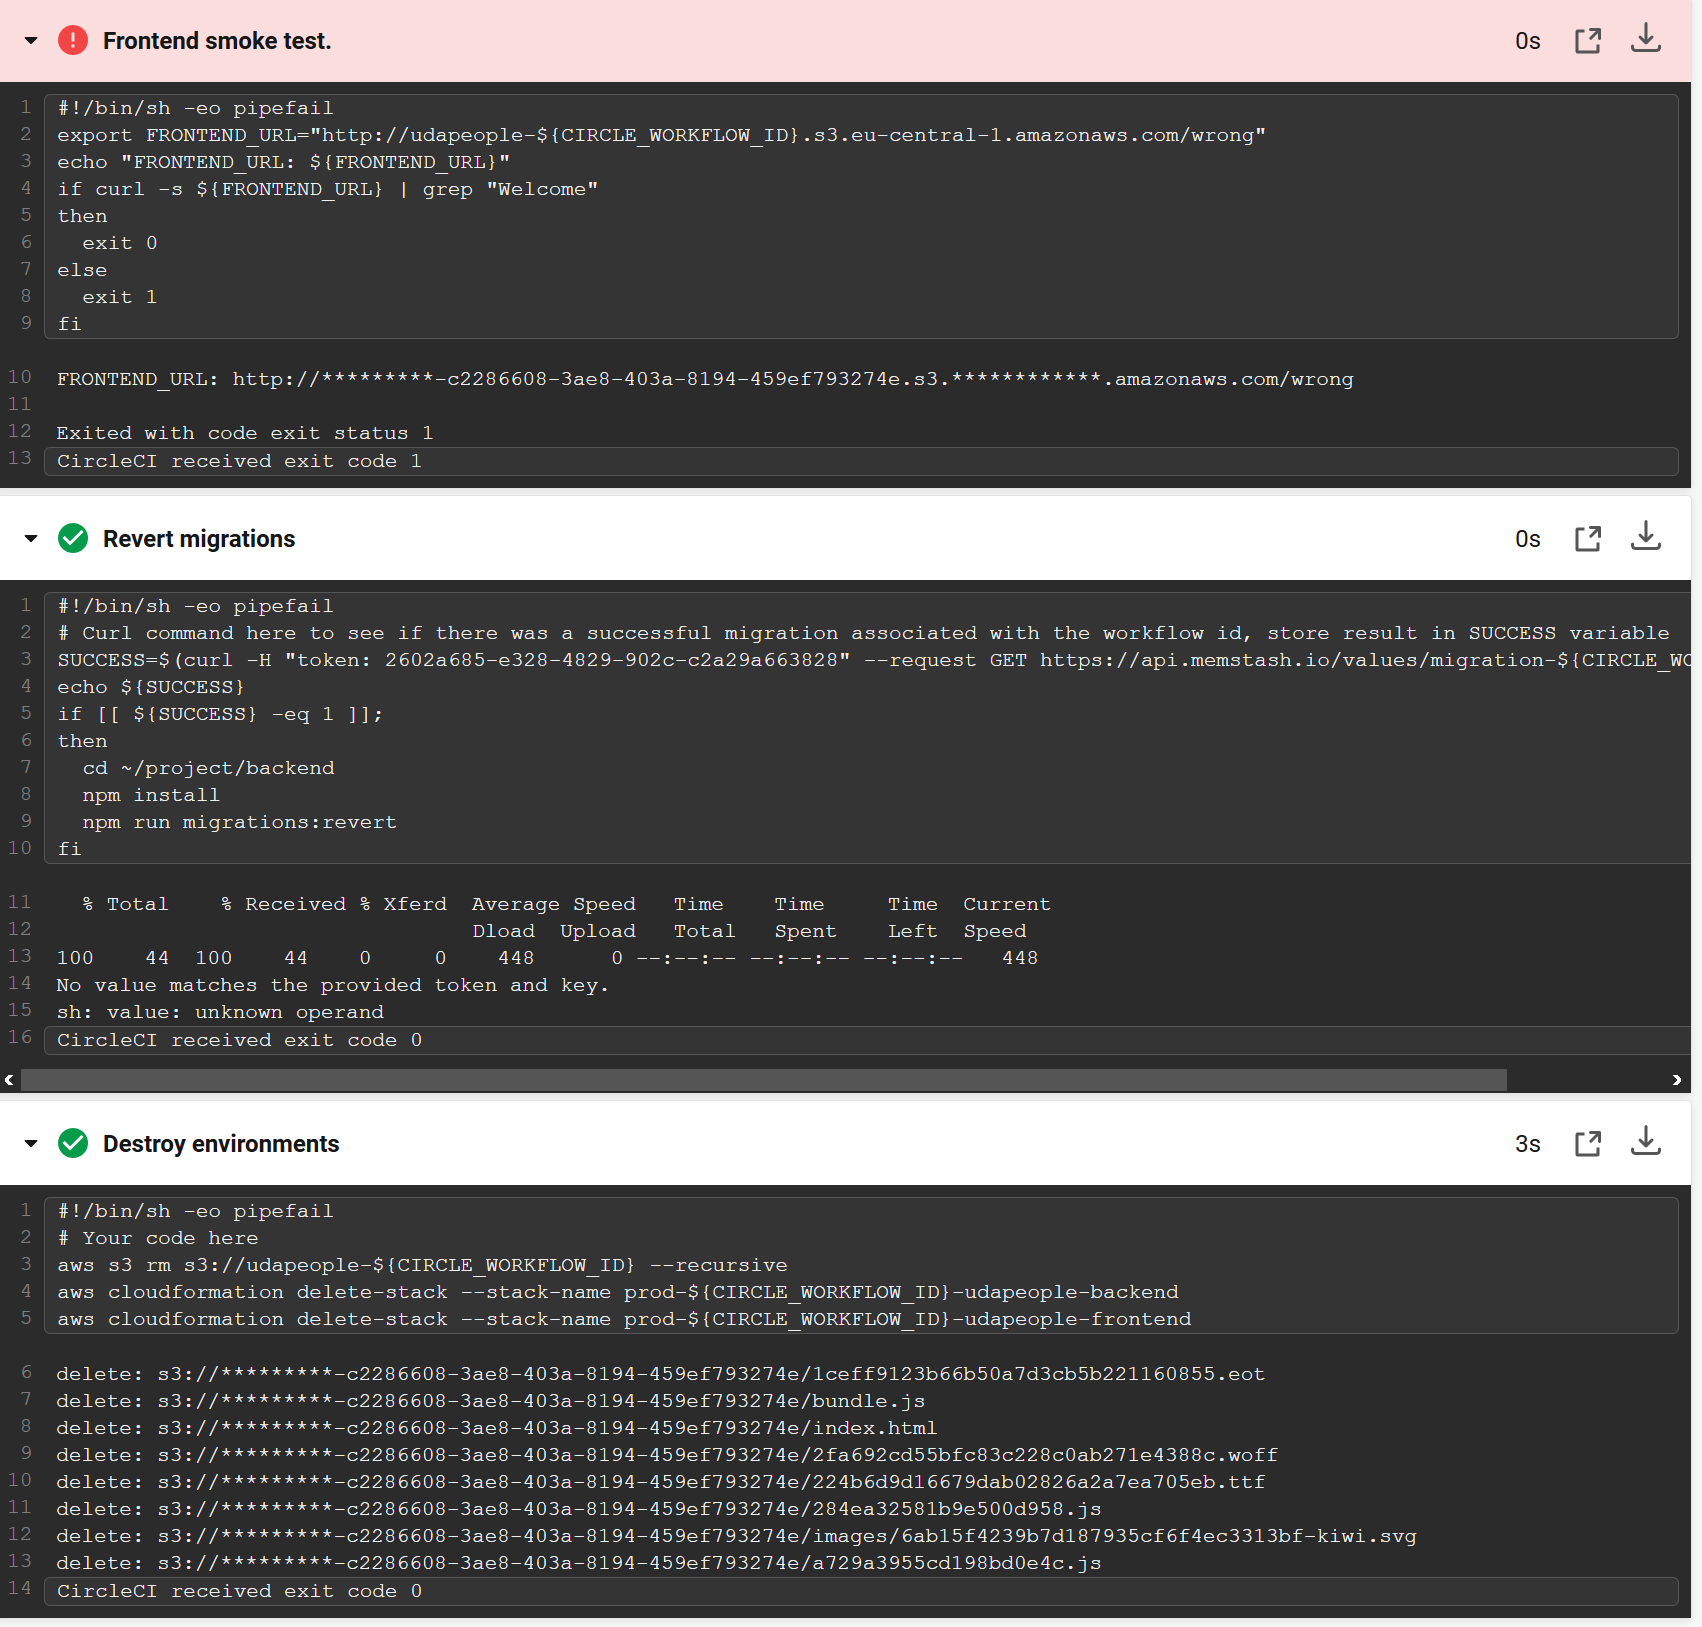 Frontend smoke test.
0s
1 #!/bin/sh -eo pipefail
2 export FRONTEND_URL="http://udapeople-${CIRCLE_WORKFLOW_ID}.s3.eu-central-1.amazonaws.com/wrong"
3 echo "FRONTEND_URL: ${FRONTEND_URL}"
4 if curl -s ${FRONTEND_URL} | grep "Welcome"
5 then
6   exit 0
7 else
8   exit 1
9 fi
10 FRONTEND_URL: http://*********-c2286608-3ae8-403a-8194-459ef793274e.s3.************.amazonaws.com/wrong
11
12 Exited with code exit status 1
13 CircleCI received exit code 1
Revert migrations
0s
1 #!/bin/sh -eo pipefail
2 # Curl command here to see if there was a successful migration associated with the workflow id, store result in SUCCESS variable
3 SUCCESS=$(curl -H "token: 2602a685-e328-4829-902c-c2a29a663828" --request GET https://api.memstash.io/values/migration-${CIRCLE_WO
4 echo ${SUCCESS}
5 if [[ ${SUCCESS} -eq 1 ]];
6 then
7   cd ~/project/backend
8   npm install
9   npm run migrations:revert
10 fi
11   % Total    % Received % Xferd  Average Speed   Time    Time     Time  Current
12                                  Dload  Upload   Total   Spent    Left  Speed
13 100    44  100    44    0     0    448      0 --:--:-- --:--:-- --:--:--   448
14 No value matches the provided token and key.
15 sh: value: unknown operand
16 CircleCI received exit code 0
Destroy environments
3s
1 #!/bin/sh -eo pipefail
2 # Your code here
3 aws s3 rm s3://udapeople-${CIRCLE_WORKFLOW_ID} --recursive
4 aws cloudformation delete-stack --stack-name prod-${CIRCLE_WORKFLOW_ID}-udapeople-backend
5 aws cloudformation delete-stack --stack-name prod-${CIRCLE_WORKFLOW_ID}-udapeople-frontend
6 delete: s3://*********-c2286608-3ae8-403a-8194-459ef793274e/1ceff9123b66b50a7d3cb5b221160855.eot
7 delete: s3://*********-c2286608-3ae8-403a-8194-459ef793274e/bundle.js
8 delete: s3://*********-c2286608-3ae8-403a-8194-459ef793274e/index.html
9 delete: s3://*********-c2286608-3ae8-403a-8194-459ef793274e/2fa692cd55bfc83c228c0ab271e4388c.woff
10 delete: s3://*********-c2286608-3ae8-403a-8194-459ef793274e/224b6d9d16679dab02826a2a7ea705eb.ttf
11 delete: s3://*********-c2286608-3ae8-403a-8194-459ef793274e/284ea32581b9e500d958.js
12 delete: s3://*********-c2286608-3ae8-403a-8194-459ef793274e/images/6ab15f4239b7d187935cf6f4ec3313bf-kiwi.svg
13 delete: s3://*********-c2286608-3ae8-403a-8194-459ef793274e/a729a3955cd198bd0e4c.js
14 CircleCI received exit code 0